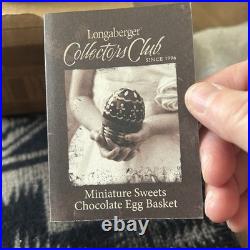 Longaberger
Collectors Club
SINCE 1996
Miniature Sweets
Chocolate Egg Basket